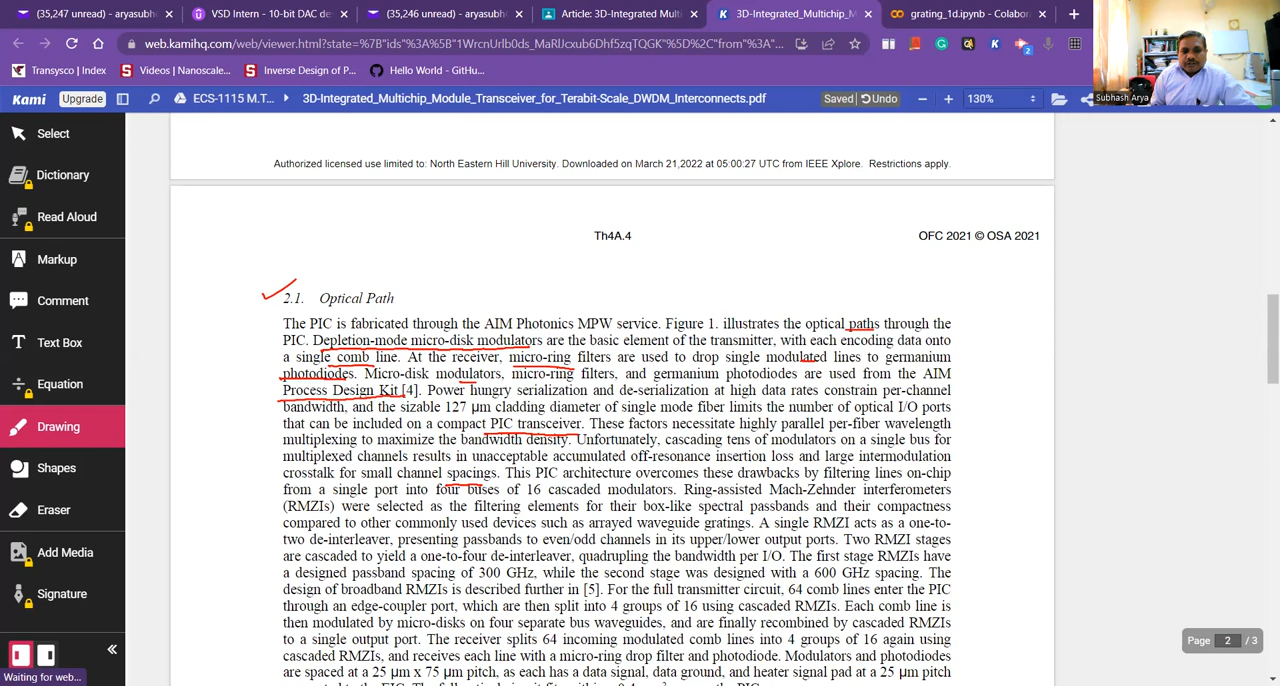 (35,247 unread) - aryasubh
VSD Intern - 10-bit DAC de
(35,246 unread) - aryasubh
Article: 3D-Integrated Multi
3D-Integrated_Multichip_M
grating_1d.ipynb - Colabora
web.kamihq.com/web/viewer.html?state=%7B"ids"%3A%5B"1WrcnUrlb0ds_MaRlJcxub6Dhf5zqTQGK"%5D%2C"from"%3A"...
2
Transysco | Index
Videos | Nanoscale...
Inverse Design of P...
Hello World - GitHu...
Subhash Arya
Kami
Upgrade
ECS-1115 M.T...
3D-Integrated_Multichip_Module_Transceiver_for_Terabit-Scale_DWDM_Interconnects.pdf
Saved
Undo
130%
Select
Dictionary
Read Aloud
Markup
Comment
Text Box
Equation
Drawing
Shapes
Eraser
Add Media
Signature
Waiting for web...
Authorized licensed use limited to: North Eastern Hill University. Downloaded on March 21,2022 at 05:00:27 UTC from IEEE Xplore. Restrictions apply.
Th4A.4
OFC 2021 © OSA 2021
2.1. Optical Path
The PIC is fabricated through the AIM Photonics MPW service. Figure 1. illustrates the optical paths through the
PIC. Depletion-mode micro-disk modulators are the basic element of the transmitter, with each encoding data onto
a single comb line. At the receiver, micro-ring filters are used to drop single modulated lines to germanium
photodiodes. Micro-disk modulators, micro-ring filters, and germanium photodiodes are used from the AIM
Process Design Kit [4]. Power hungry serialization and de-serialization at high data rates constrain per-channel
bandwidth, and the sizable 127 µm cladding diameter of single mode fiber limits the number of optical I/O ports
that can be included on a compact PIC transceiver. These factors necessitate highly parallel per-fiber wavelength
multiplexing to maximize the bandwidth density. Unfortunately, cascading tens of modulators on a single bus for
multiplexed channels results in unacceptable accumulated off-resonance insertion loss and large intermodulation
crosstalk for small channel spacings. This PIC architecture overcomes these drawbacks by filtering lines on-chip
from a single port into four buses of 16 cascaded modulators. Ring-assisted Mach-Zehnder interferometers
(RMZIs) were selected as the filtering elements for their box-like spectral passbands and their compactness
compared to other commonly used devices such as arrayed waveguide gratings. A single RMZI acts as a one-to-
two de-interleaver, presenting passbands to even/odd channels in its upper/lower output ports. Two RMZI stages
are cascaded to yield a one-to-four de-interleaver, quadrupling the bandwidth per I/O. The first stage RMZIs have
a designed passband spacing of 300 GHz, while the second stage was designed with a 600 GHz spacing. The
design of broadband RMZIs is described further in [5]. For the full transmitter circuit, 64 comb lines enter the PIC
through an edge-coupler port, which are then split into 4 groups of 16 using cascaded RMZIs. Each comb line is
then modulated by micro-disks on four separate bus waveguides, and are finally recombined by cascaded RMZIs
to a single output port. The receiver splits 64 incoming modulated comb lines into 4 groups of 16 again using
cascaded RMZIs, and receives each line with a micro-ring drop filter and photodiode. Modulators and photodiodes
are spaced at a 25 µm x 75 µm pitch, as each has a data signal, data ground, and heater signal pad at a 25 µm pitch
Page 2 / 3